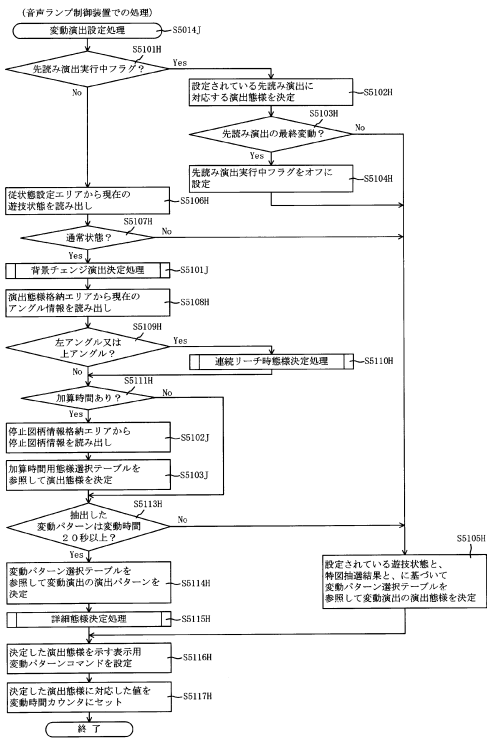 (音声ランプ制御装置での処理)
変動演出設定処理
S5014J
S5101H
先読み演出実行中フラグ?
Yes
No
設定されている先読み演出に
対応する演出態様を決定
S5102H
S5103H
先読み演出の最終変動?
No
Yes
先読み演出実行中フラグをオフに
設定
S5104H
従状態設定エリアから現在の
遊技状態を読み出し
S5106H
S5107H
通常状態?
No
Yes
背景チェンジ演出決定処理
S5101J
演出態様格納エリアから現在の
アングル情報を読み出し
S5108H
S5109H
左アングル又は
上アングル?
Yes
No
連続リーチ時態様決定処理
S5110H
S5111H
加算時間あり?
No
Yes
停止図柄情報格納エリアから
停止図柄情報を読み出し
S5102J
加算時間用態様選択テーブルを
参照して演出態様を決定
S5103J
S5113H
抽出した
変動パターンは変動時間
20秒以上?
No
Yes
変動パターン選択テーブルを
参照して変動演出の演出パターンを
決定
S5114H
S5105H
設定されている遊技状態と、
特図抽選結果と、に基づいて
変動パターン選択テーブルを
参照して変動演出の演出態様を決定
詳細態様決定処理
S5115H
決定した演出態様を示す表示用
変動パターンコマンドを設定
S5116H
決定した演出態様に対応した値を
変動時間カウンタにセット
S5117H
終了